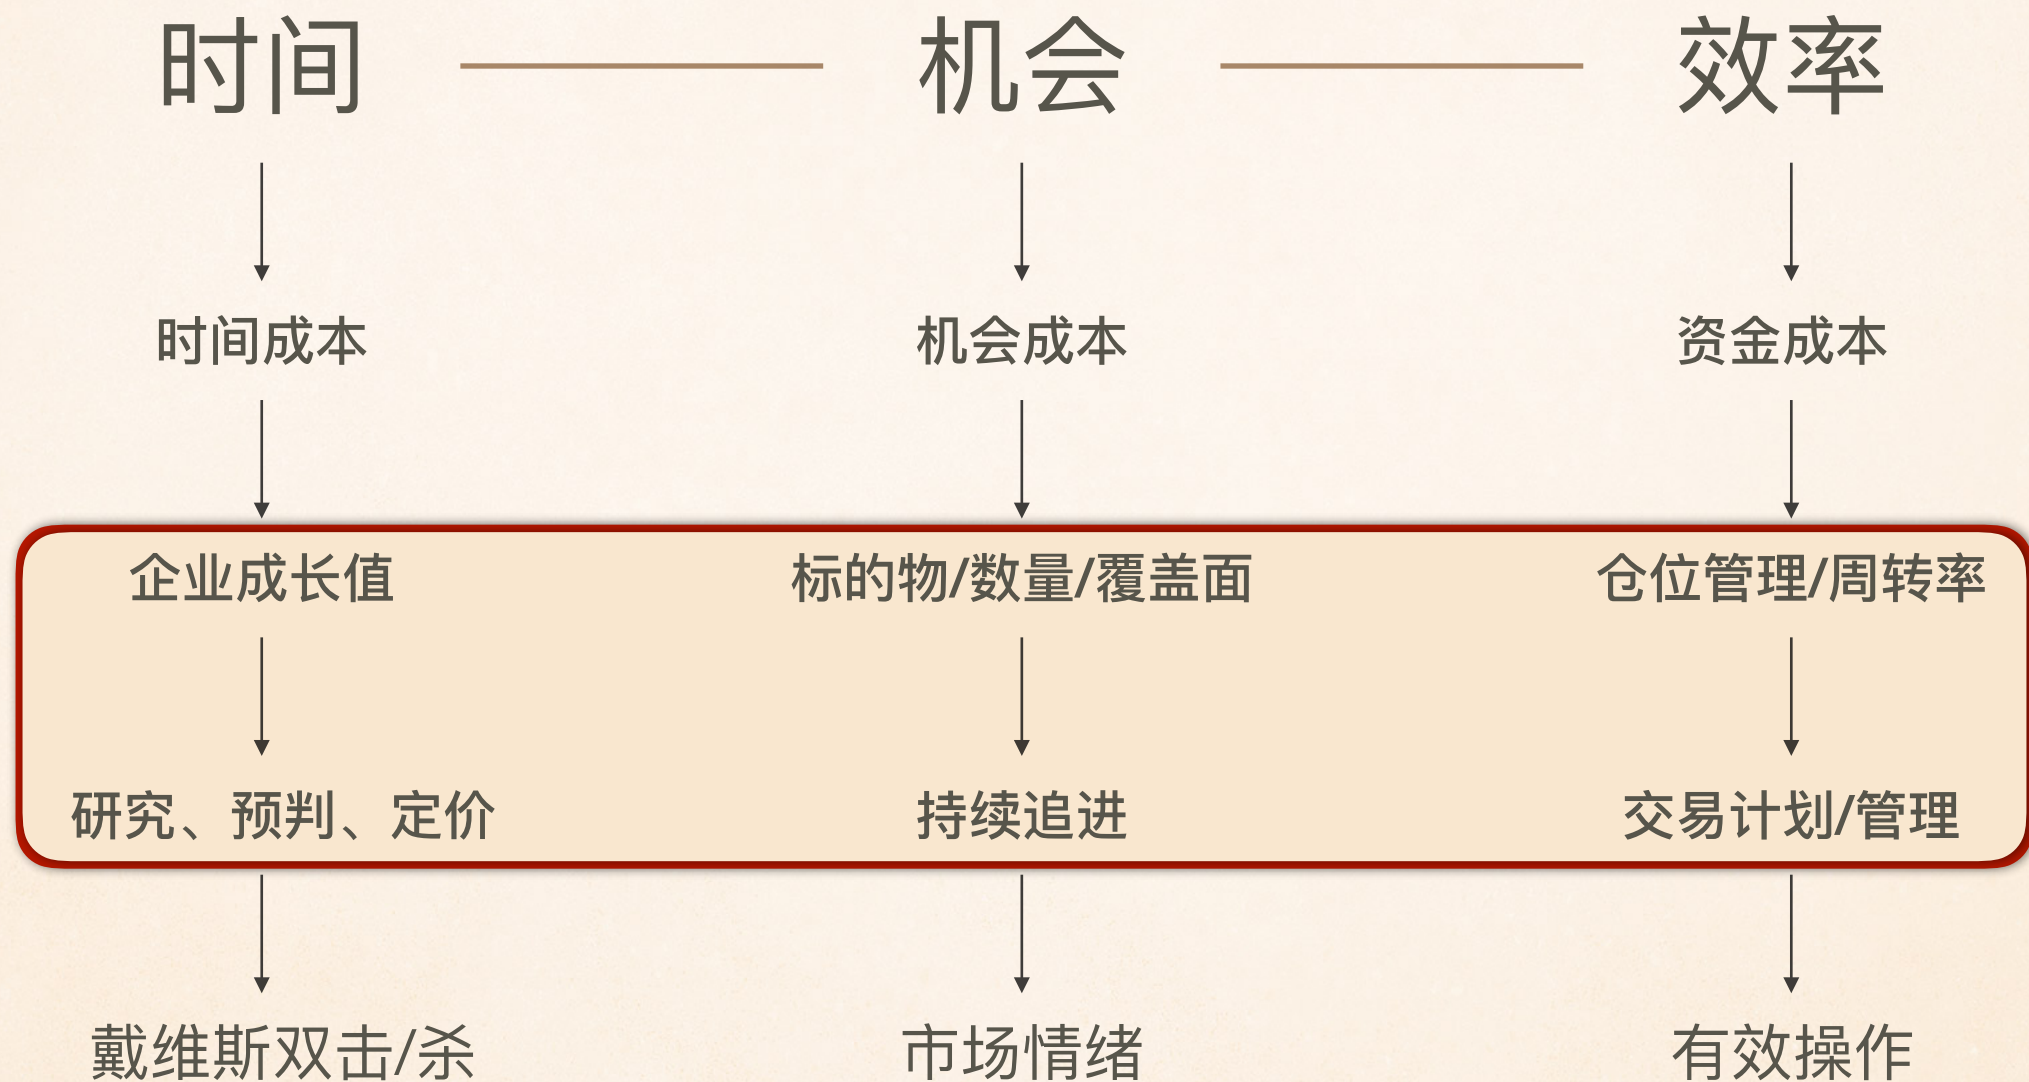 时间 机会 效率
时间成本 机会成本 资金成本
企业成长值 标的物/数量/覆盖面 仓位管理/周转率
研究、预判、定价 持续追进 交易计划/管理
戴维斯双击/杀 市场情绪 有效操作